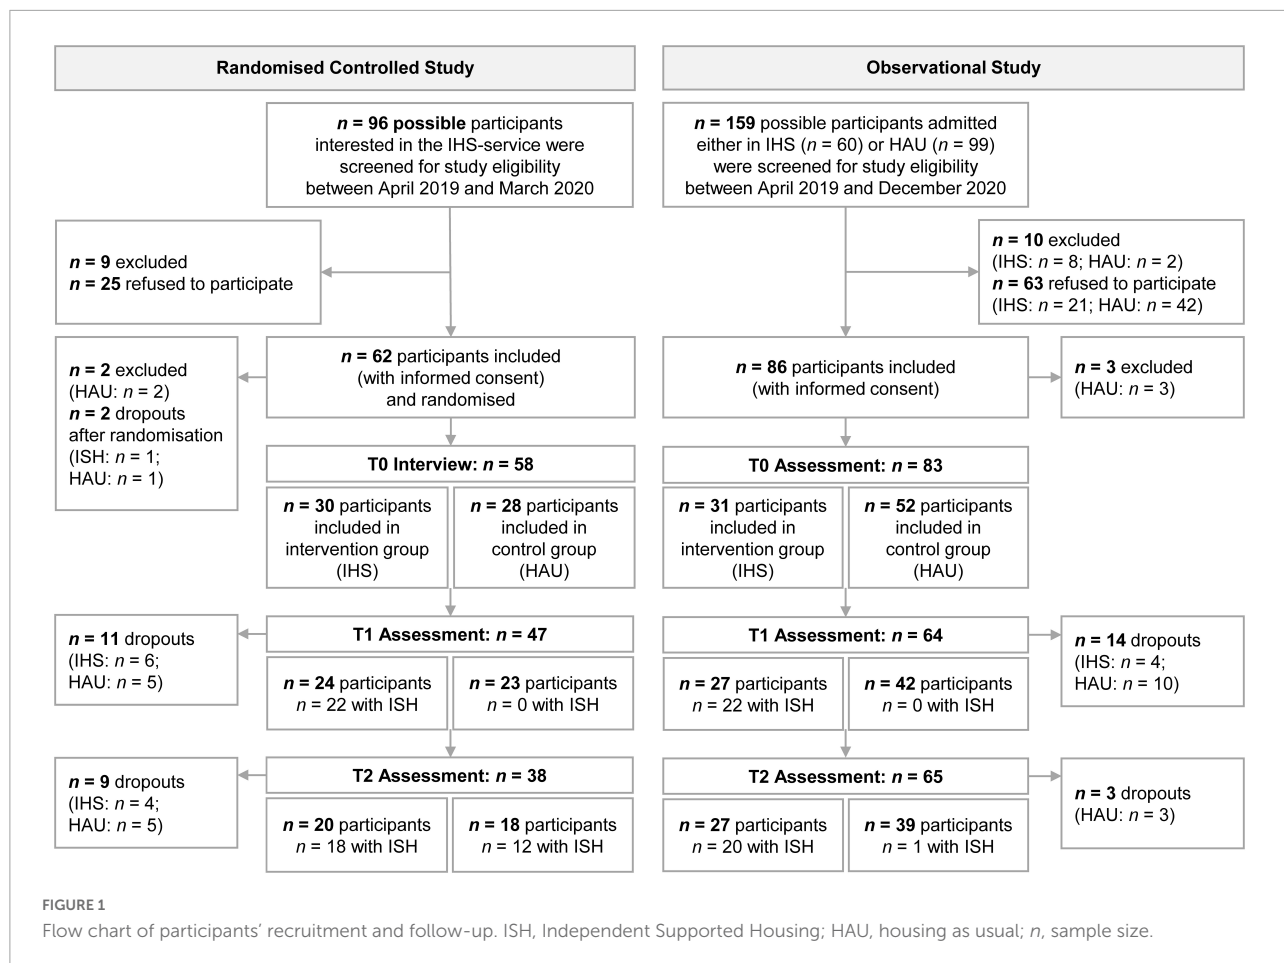 Randomised Controlled Study
n = 96 possible participants
interested in the IHS-service were
screened for study eligibility
between April 2019 and March 2020
n = 9 excluded
n = 25 refused to participate
n = 62 participants included
(with informed consent)
and randomised
n = 2 excluded
(HAU: n = 2)
n = 2 dropouts
after randomisation
(ISH: n = 1;
HAU: n = 1)
T0 Interview: n = 58
n = 30 participants
included in
intervention group
(IHS)
n = 28 participants
included in
control group
(HAU)
T1 Assessment: n = 47
n = 11 dropouts
(IHS: n = 6;
HAU: n = 5)
n = 24 participants
n = 22 with ISH
n = 23 participants
n = 0 with ISH
T2 Assessment: n = 38
n = 9 dropouts
(IHS: n = 4;
HAU: n = 5)
n = 20 participants
n = 18 with ISH
n = 18 participants
n = 12 with ISH
Observational Study
n = 159 possible participants admitted
either in IHS (n = 60) or HAU (n = 99)
were screened for study eligibility
between April 2019 and December 2020
n = 10 excluded
(IHS: n = 8; HAU: n = 2)
n = 63 refused to participate
(IHS: n = 21; HAU: n = 42)
n = 86 participants included
(with informed consent)
n = 3 excluded
(HAU: n = 3)
T0 Assessment: n = 83
n = 31 participants
included in
intervention group
(IHS)
n = 52 participants
included in
control group
(HAU)
T1 Assessment: n = 64
n = 14 dropouts
(IHS: n = 4;
HAU: n = 10)
n = 27 participants
n = 22 with ISH
n = 42 participants
n = 0 with ISH
T2 Assessment: n = 65
n = 3 dropouts
(HAU: n = 3)
n = 27 participants
n = 20 with ISH
n = 39 participants
n = 1 with ISH
FIGURE 1
Flow chart of participants' recruitment and follow-up. ISH, Independent Supported Housing; HAU, housing as usual; n, sample size.